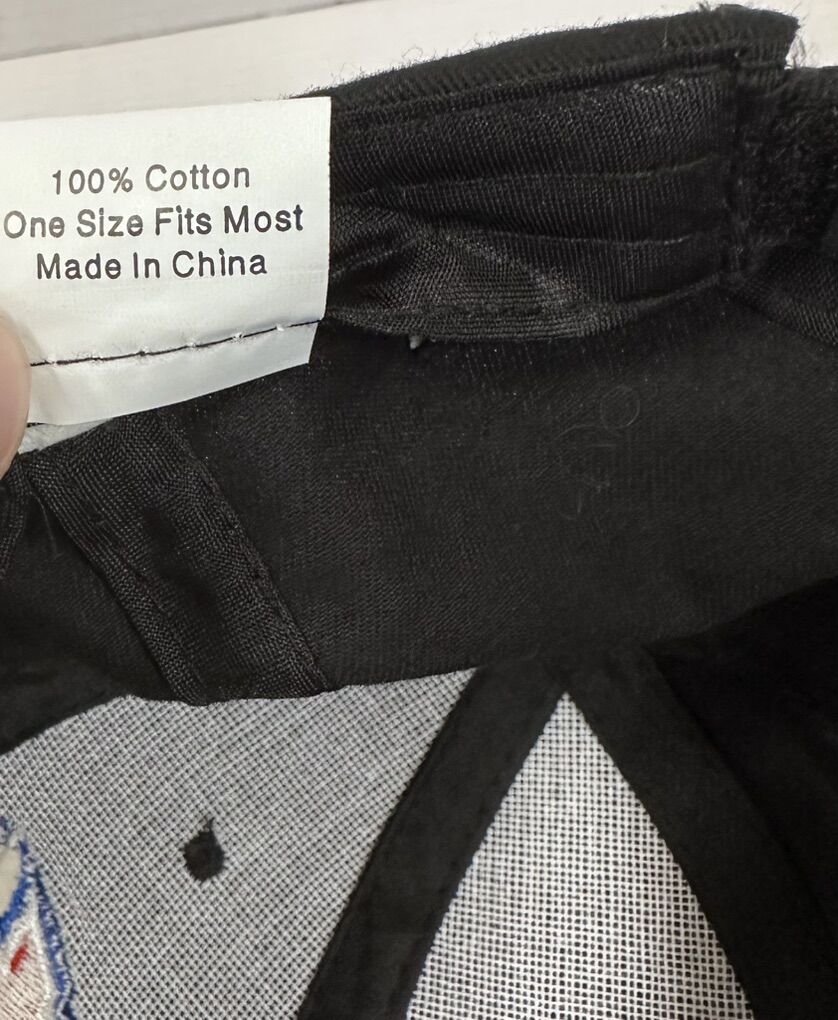 100% Cotton
One Size Fits Most
Made In China